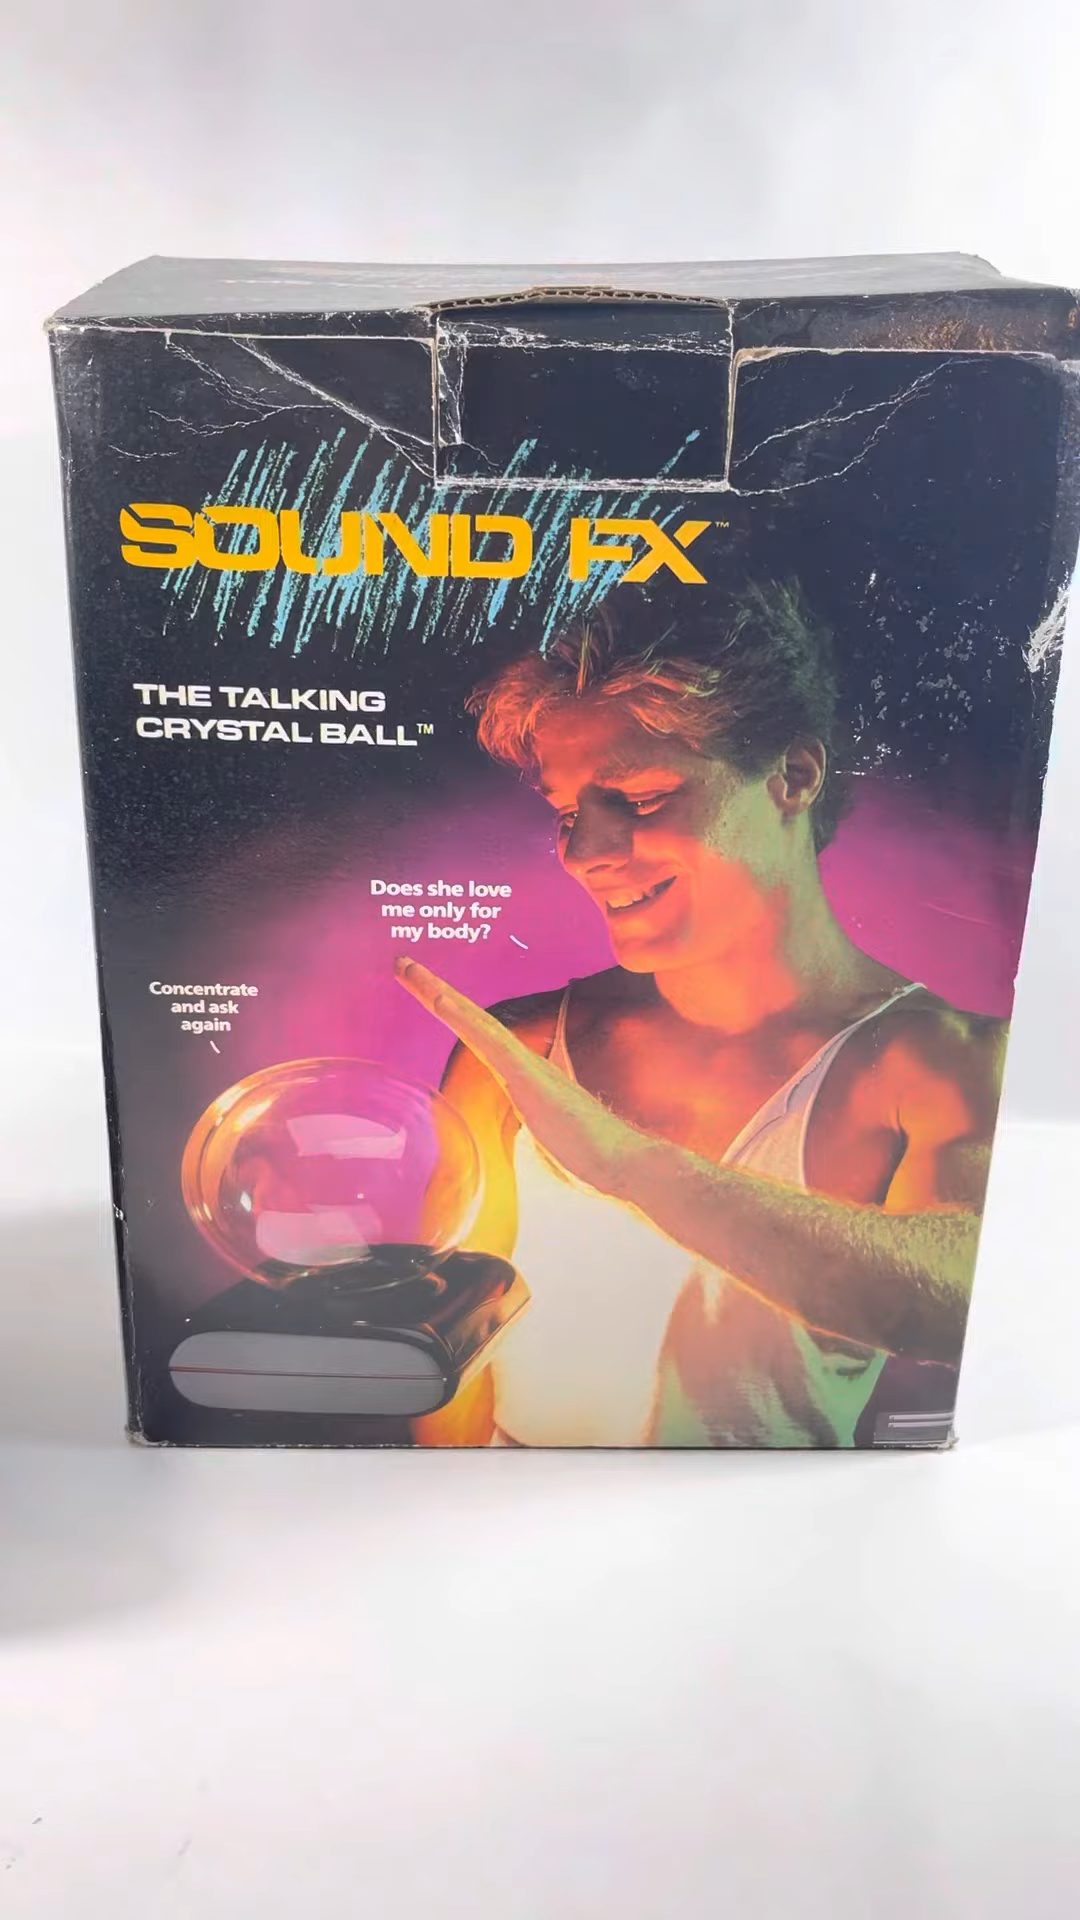 SOUND FX™
THE TALKING
CRYSTAL BALL™
Does she love
me only for
my body?
Concentrate
and ask
again